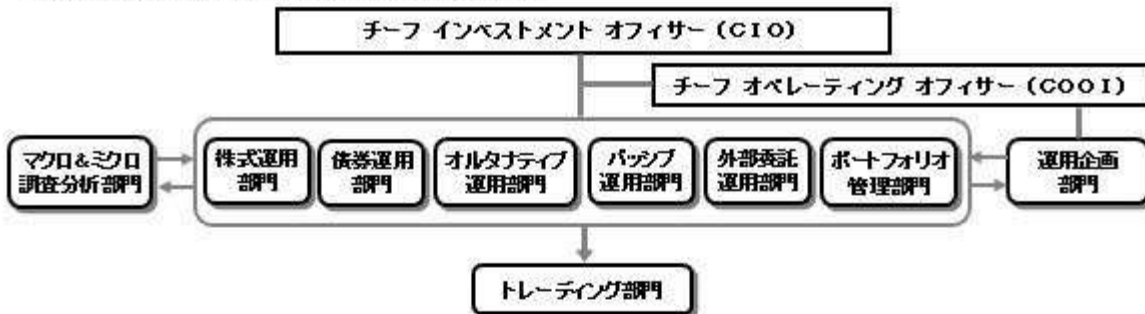 チーフ インベストメント オフィサー (CIO)
チーフ オペレーティング オフィサー (COOI)
マクロ&ミクロ
調査分析部門
株式運用
部門
債券運用
部門
オルタナティブ
運用部門
パッシブ
運用部門
外部委託
運用部門
ポートフォリオ
管理部門
運用企画
部門
トレーディング部門